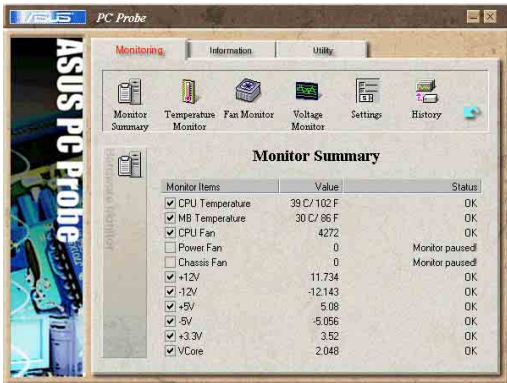 ASUS PC Probe
ASUS PC Probe
Monitoring Information Utility
Monitor Summary Temperature Monitor Fan Monitor Voltage Monitor Settings History
Hardware Monitor
Monitor Summary
Monitor Items Value Status
CPU Temperature 39 C/ 102 F OK
MB Temperature 30 C/ 86 F OK
CPU Fan 4272 OK
Power Fan 0 Monitor paused!
Chassis Fan 0 Monitor paused!
+12V 11.734 OK
-12V -12.143 OK
+5V 5.08 OK
-5V -5.056 OK
+3.3V 3.52 OK
VCore 2.048 OK